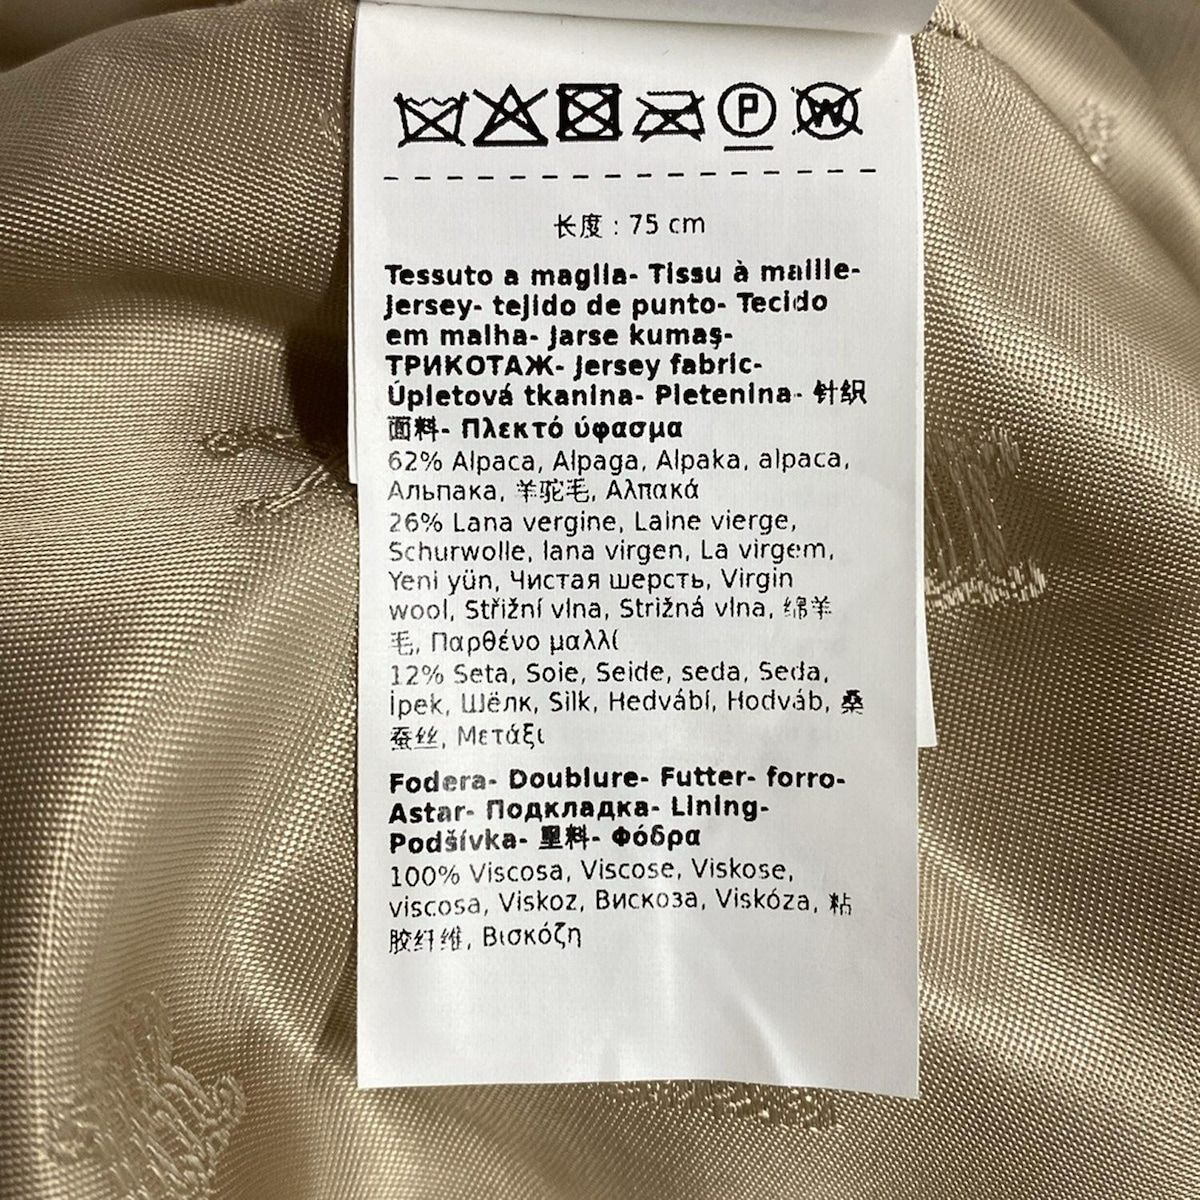 P W
长度 : 75 cm
Tessuto a maglia- Tissu à maille-
Jersey- tejido de punto- Tecido
em malha- Jarse kumaş-
ТРИКОТАЖ- Jersey fabric-
Úpletová tkanina- Pletenina- 针织
面料- Πλεκτό ύφασμα
62% Alpaca, Alpaga, Alpaka, alpaca,
Альпака, 羊驼毛, Αλπακά
26% Lana vergine, Laine vierge,
Schurwolle, lana virgen, La virgem,
Yeni yün, Чистая шерсть, Virgin
wool, Střižní vlna, Strižná vlna, 绵羊
毛, Παρθένο μαλλί
12% Seta, Soie, Seide, seda, Seda,
İpek, Шёлк, Silk, Hedvábí, Hodváb, 桑
蚕丝, Μετάξι
Fodera- Doublure- Futter- forro-
Astar- Подкладка- Lining-
Podšívka- 里料- Φόδρα
100% Viscosa, Viscose, Viskose,
viscosa, Viskoz, Вискоза, Viskóza, 粘
胶纤维, Βισκόζη